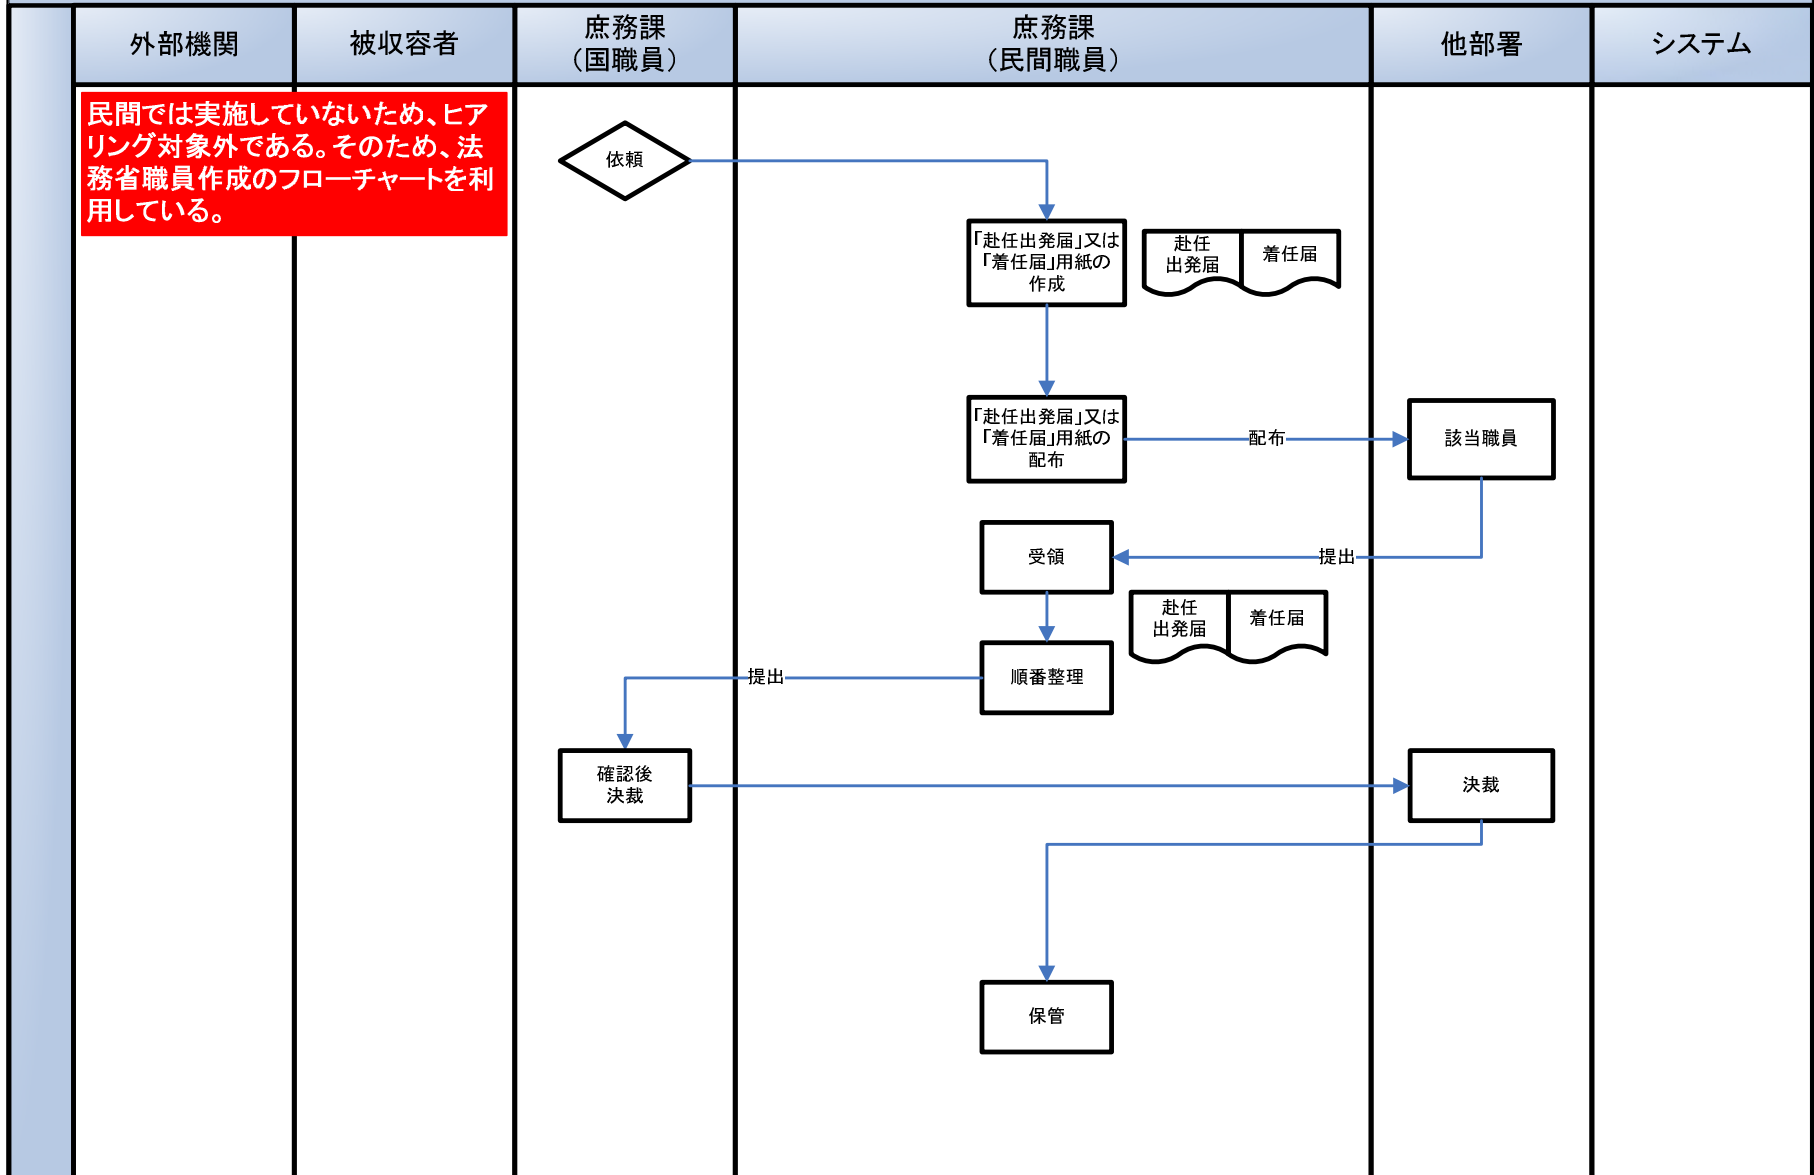 外部機関
被収容者
庶務課
（国職員）
庶務課
（民間職員）
他部署
システム
民間では実施していないため、ヒア
リング対象外である。そのため、法
務省職員作成のフローチャートを利
用している。
依頼
「赴任出発届」又は
「着任届」用紙の
作成
赴任
出発届
着任届
「赴任出発届」又は
「着任届」用紙の
配布
配布
該当職員
受領
提出
赴任
出発届
着任届
提出
順番整理
確認後
決裁
決裁
保管